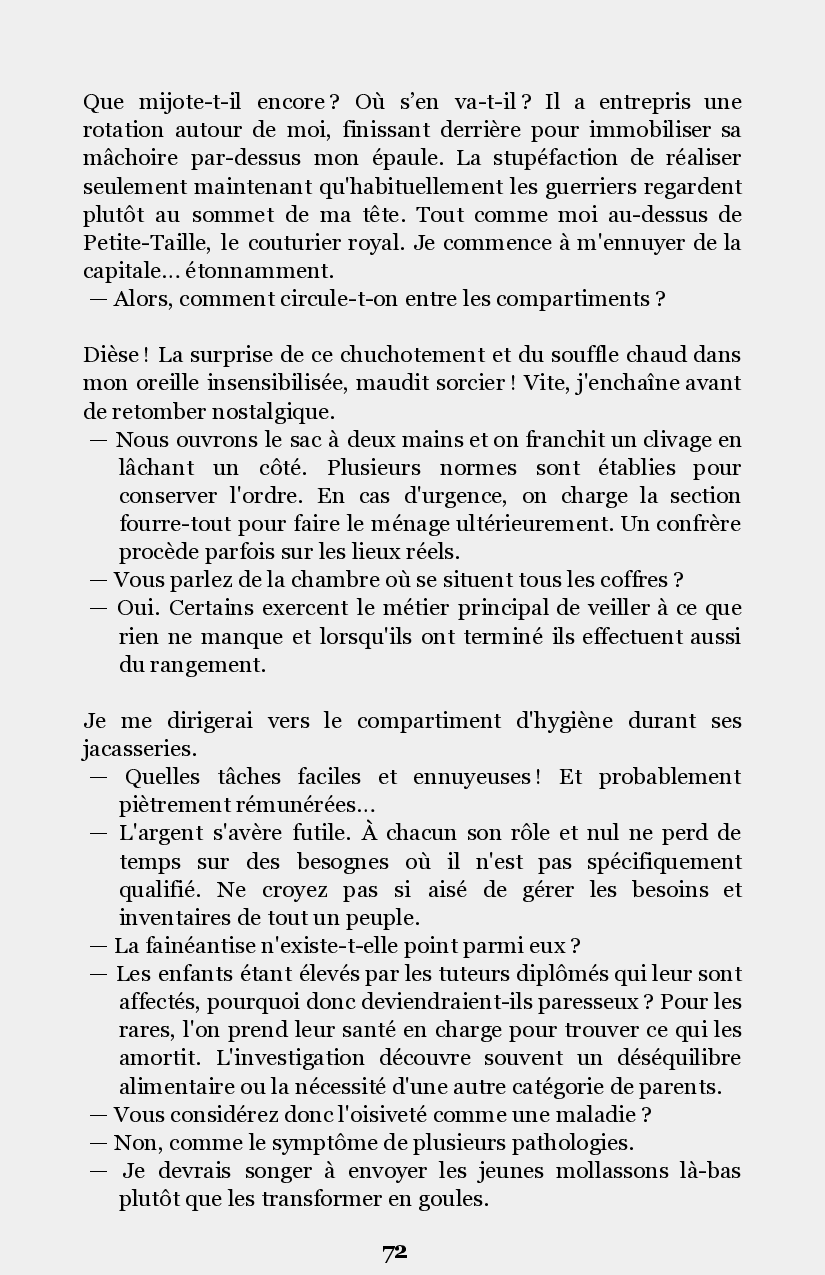 Que mijote-t-il encore ? Où s’en va-t-il ? Il a entrepris une
rotation autour de moi, finissant derrière pour immobiliser sa
mâchoire par-dessus mon épaule. La stupéfaction de réaliser
seulement maintenant qu'habituellement les guerriers regardent
plutôt au sommet de ma tête. Tout comme moi au-dessus de
Petite-Taille, le couturier royal. Je commence à m'ennuyer de la
capitale… étonnamment.
— Alors, comment circule-t-on entre les compartiments ?
Dièse ! La surprise de ce chuchotement et du souffle chaud dans
mon oreille insensibilisée, maudit sorcier ! Vite, j'enchaîne avant
de retomber nostalgique.
— Nous ouvrons le sac à deux mains et on franchit un clivage en
lâchant un côté. Plusieurs normes sont établies pour
conserver l'ordre. En cas d'urgence, on charge la section
fourre-tout pour faire le ménage ultérieurement. Un confrère
procède parfois sur les lieux réels.
— Vous parlez de la chambre où se situent tous les coffres ?
— Oui. Certains exercent le métier principal de veiller à ce que
rien ne manque et lorsqu'ils ont terminé ils effectuent aussi
du rangement.
Je me dirigerai vers le compartiment d'hygiène durant ses
jacasseries.
— Quelles tâches faciles et ennuyeuses ! Et probablement
piètrement rémunérées…
— L'argent s'avère futile. À chacun son rôle et nul ne perd de
temps sur des besognes où il n'est pas spécifiquement
qualifié. Ne croyez pas si aisé de gérer les besoins et
inventaires de tout un peuple.
— La fainéantise n'existe-t-elle point parmi eux ?
— Les enfants étant élevés par les tuteurs diplômés qui leur sont
affectés, pourquoi donc deviendraient-ils paresseux ? Pour les
rares, l'on prend leur santé en charge pour trouver ce qui les
amortit. L'investigation découvre souvent un déséquilibre
alimentaire ou la nécessité d'une autre catégorie de parents.
— Vous considérez donc l'oisiveté comme une maladie ?
— Non, comme le symptôme de plusieurs pathologies.
— Je devrais songer à envoyer les jeunes mollassons là-bas
plutôt que les transformer en goules.
72